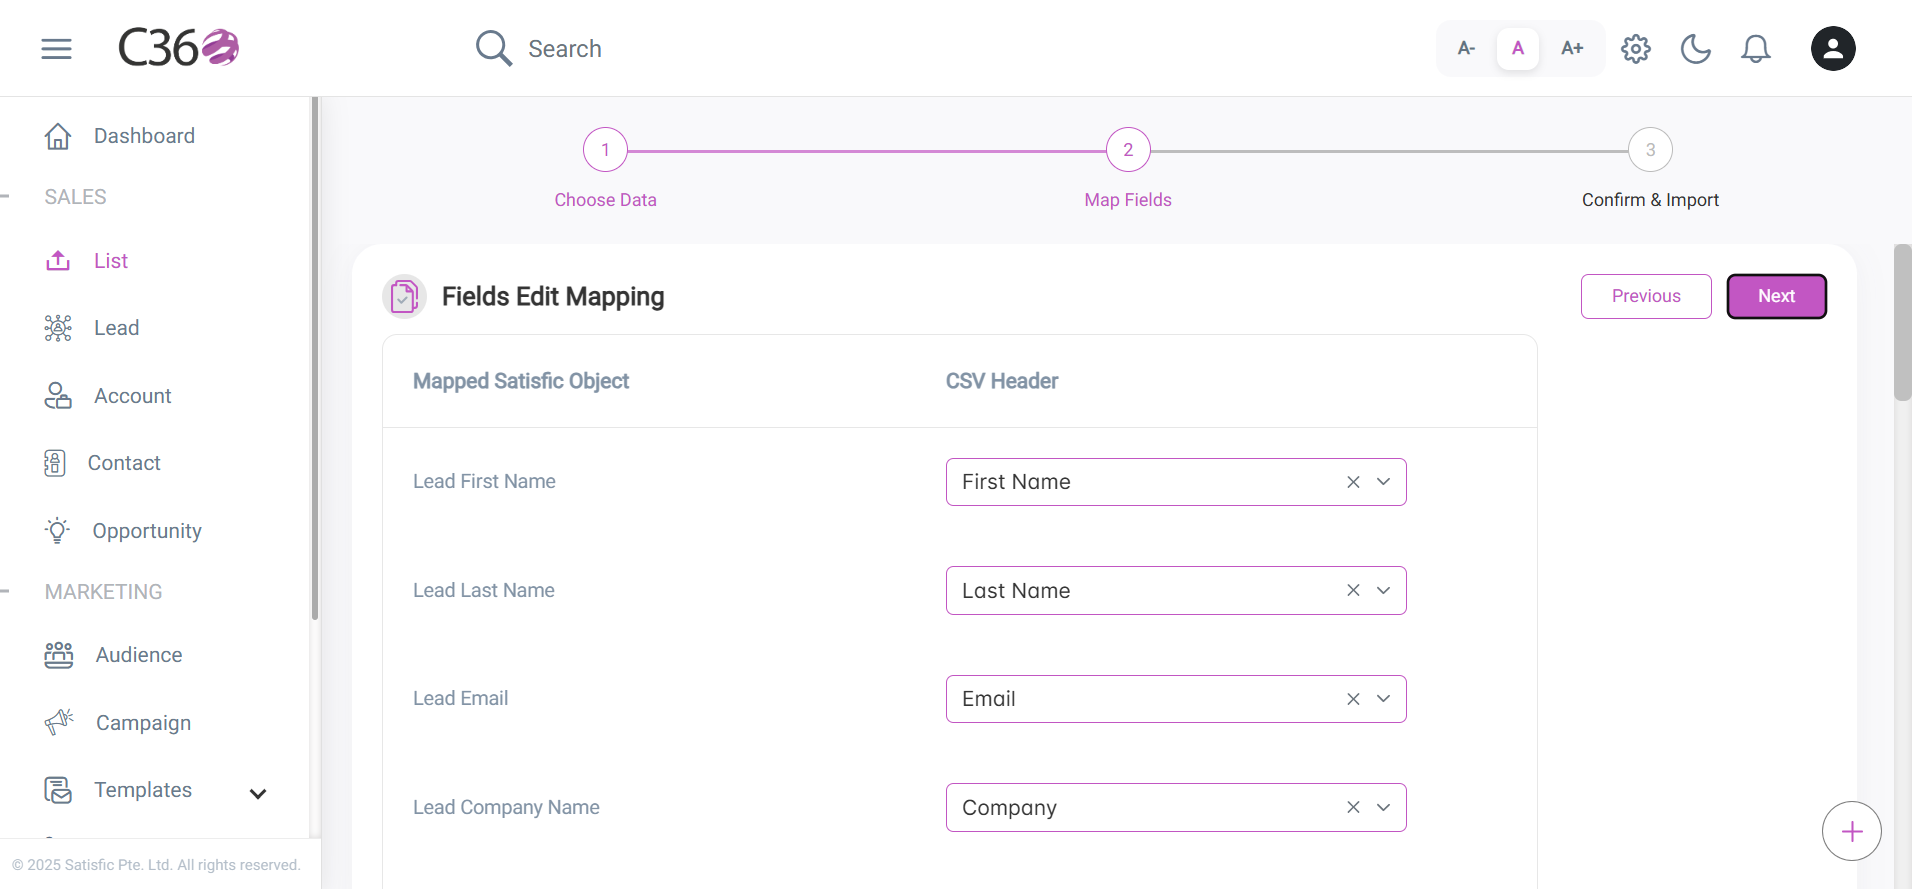 C360
Search
A-
A
A+
Dashboard
SALES
List
Lead
Account
Contact
Opportunity
MARKETING
Audience
Campaign
Templates
© 2025 Satisfic Pte. Ltd. All rights reserved.
1
2
3
Choose Data
Map Fields
Confirm & Import
Fields Edit Mapping
Previous
Next
Mapped Satisfic Object
CSV Header
Lead First Name
First Name
Lead Last Name
Last Name
Lead Email
Email
Lead Company Name
Company